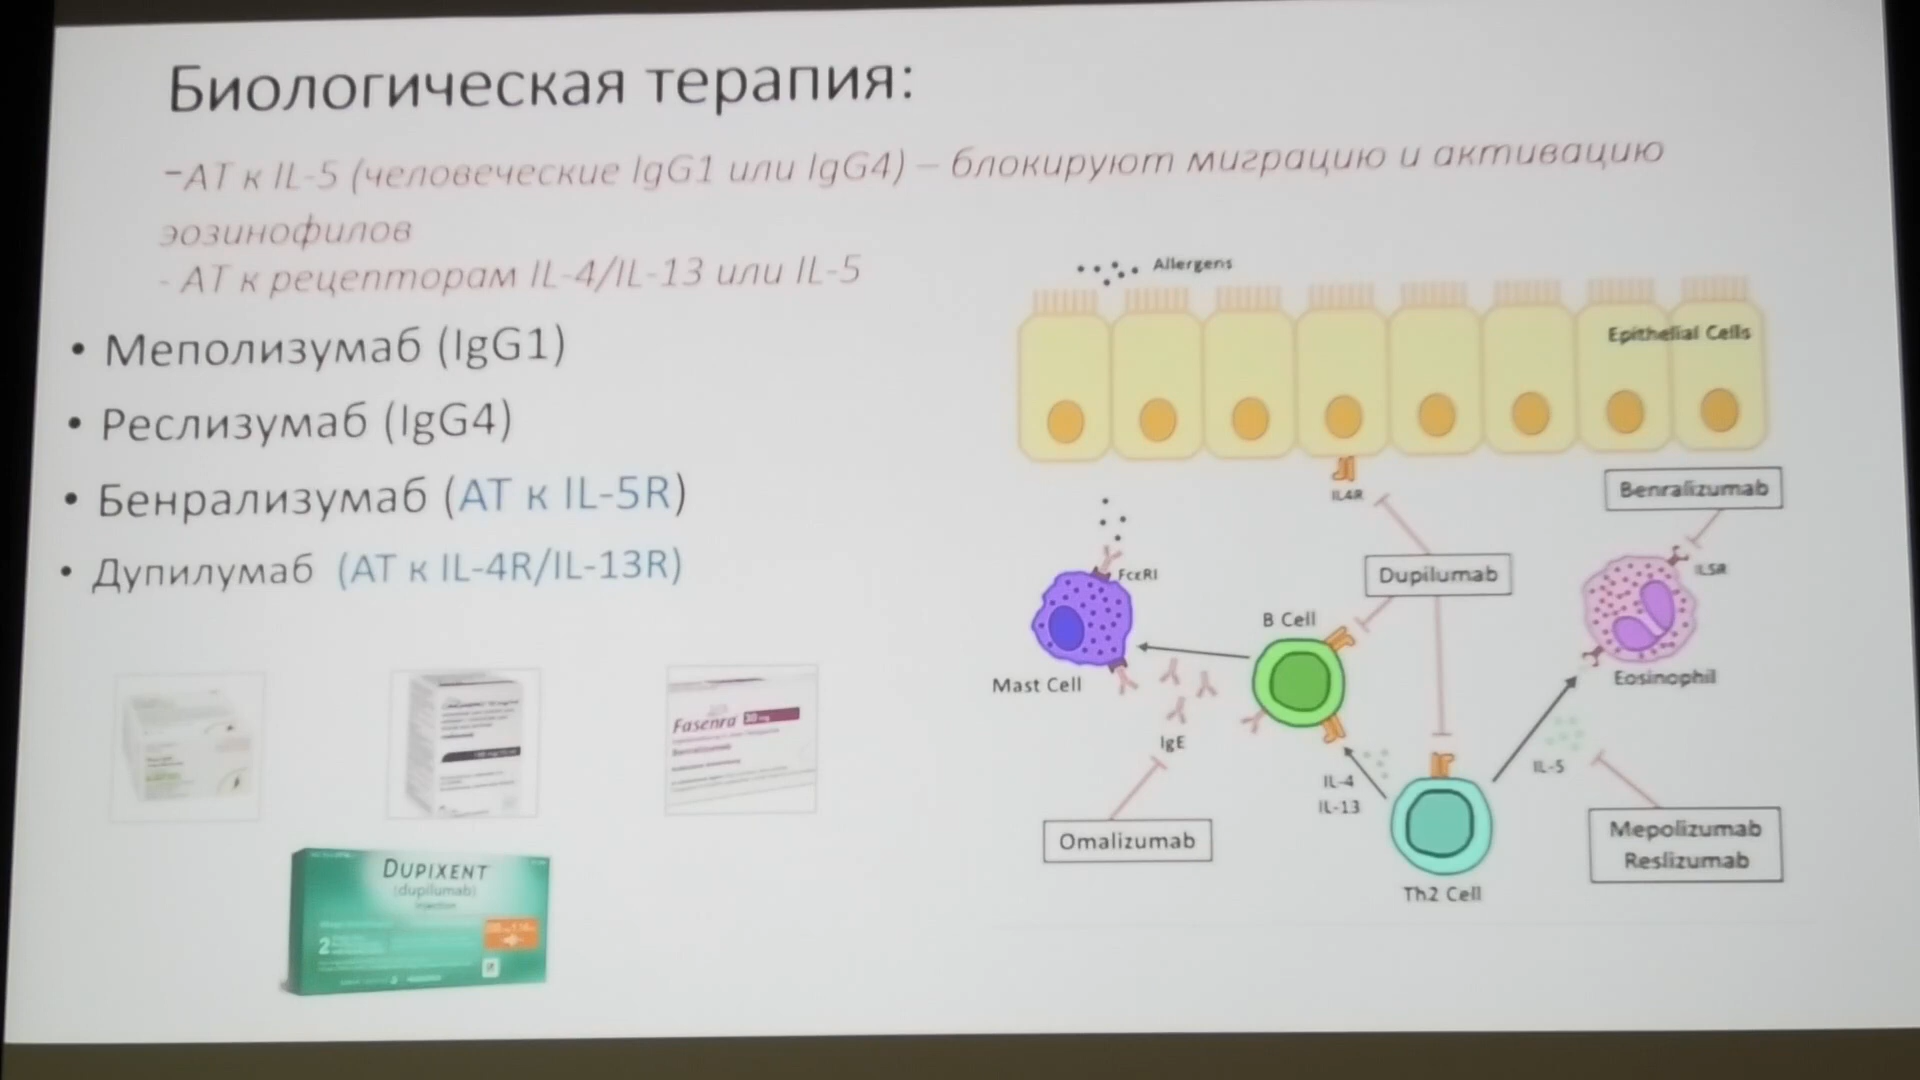 Биологическая терапия:
-АТ к IL-5 (человеческие IgG1 или IgG4) – блокируют миграцию и активацию
эозинофилов
- АТ к рецепторам IL-4/IL-13 или IL-5
• Меполизумаб (IgG1)
• Реслизумаб (IgG4)
• Бенрализумаб (АТ к IL-5R)
• Дупилумаб (АТ к IL-4R/IL-13R)
Fasenra 30 mg
Benralizumab
DUPIXENT
(dupilumab)
injection
2
Allergens
Epithelial Cells
IL4R
Benralizumab
Dupilumab
FcεRI
IL5R
B Cell
Mast Cell
Eosinophil
IgE
IL-4
IL-13
IL-5
Omalizumab
Mepolizumab
Reslizumab
Th2 Cell